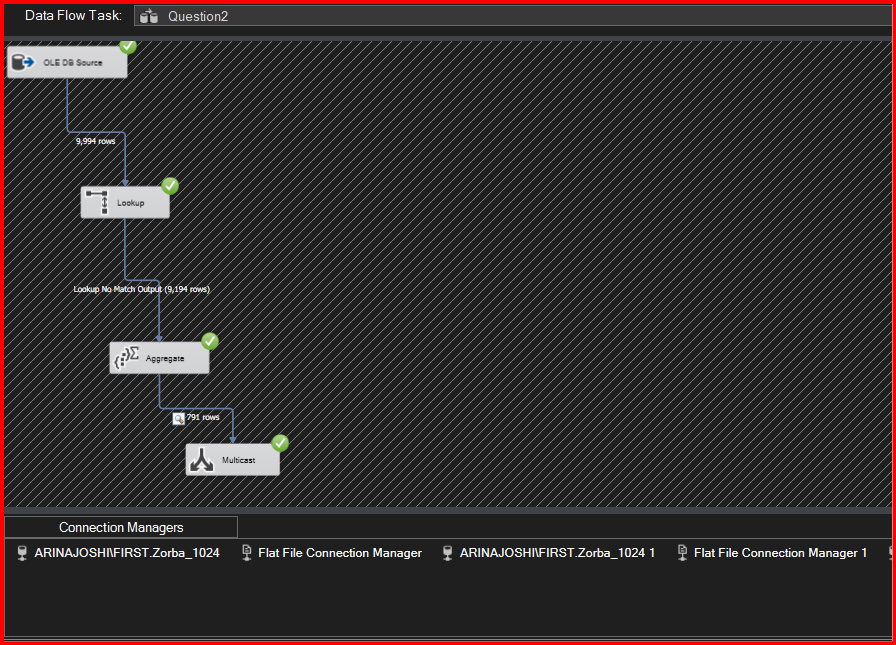 Data Flow Task: Question2
OLE DB Source
9,994 rows
Lookup
Lookup No Match Output (9,194 rows)
Aggregate
791 rows
Multicast
Connection Managers
ARINAJOSHI\FIRST.Zorba_1024 Flat File Connection Manager ARINAJOSHI\FIRST.Zorba_1024 1 Flat File Connection Manager 1